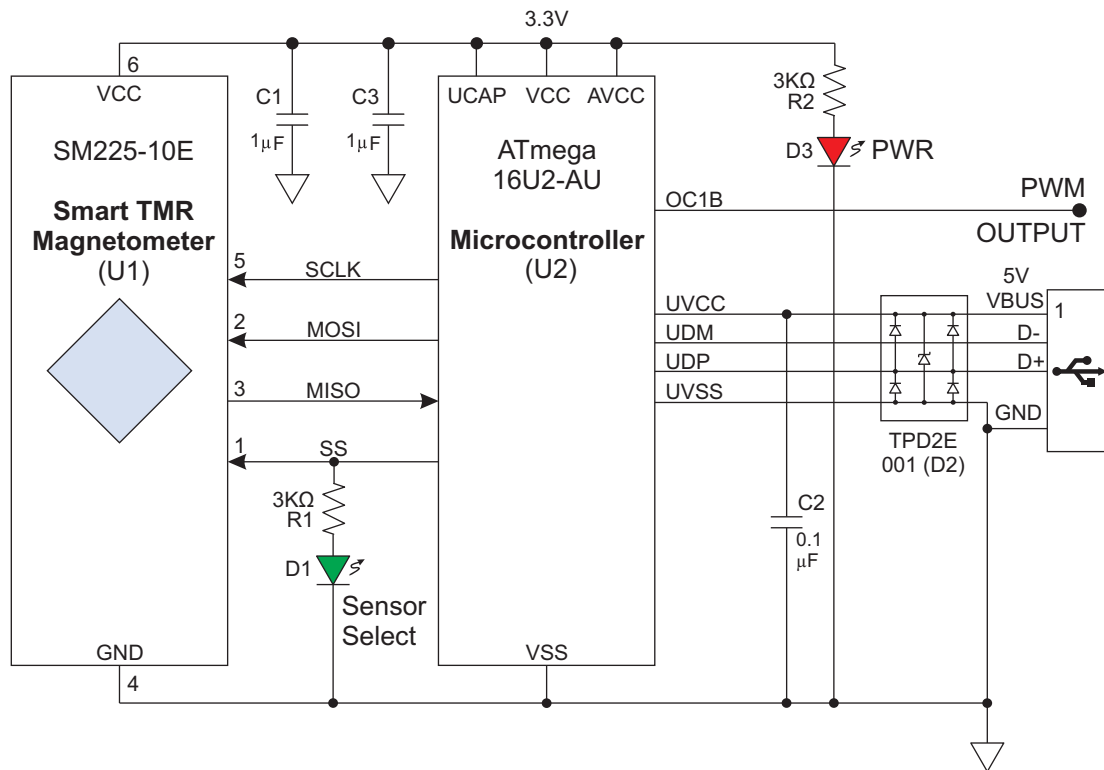 3.3V
6
VCC
SM225-10E
Smart TMR
Magnetometer
(U1)
C1
1µF
C3
1µF
UCAP
VCC
AVCC
ATmega
16U2-AU
Microcontroller
(U2)
3KΩ
R2
D3
PWR
OC1B
PWM
OUTPUT
5
SCLK
2
MOSI
3
MISO
1
SS
3KΩ
R1
D1
Sensor
Select
UVCC
UDM
UDP
UVSS
5V
VBUS
1
D-
D+
GND
TPD2E
001 (D2)
C2
0.1
µF
GND
4
VSS